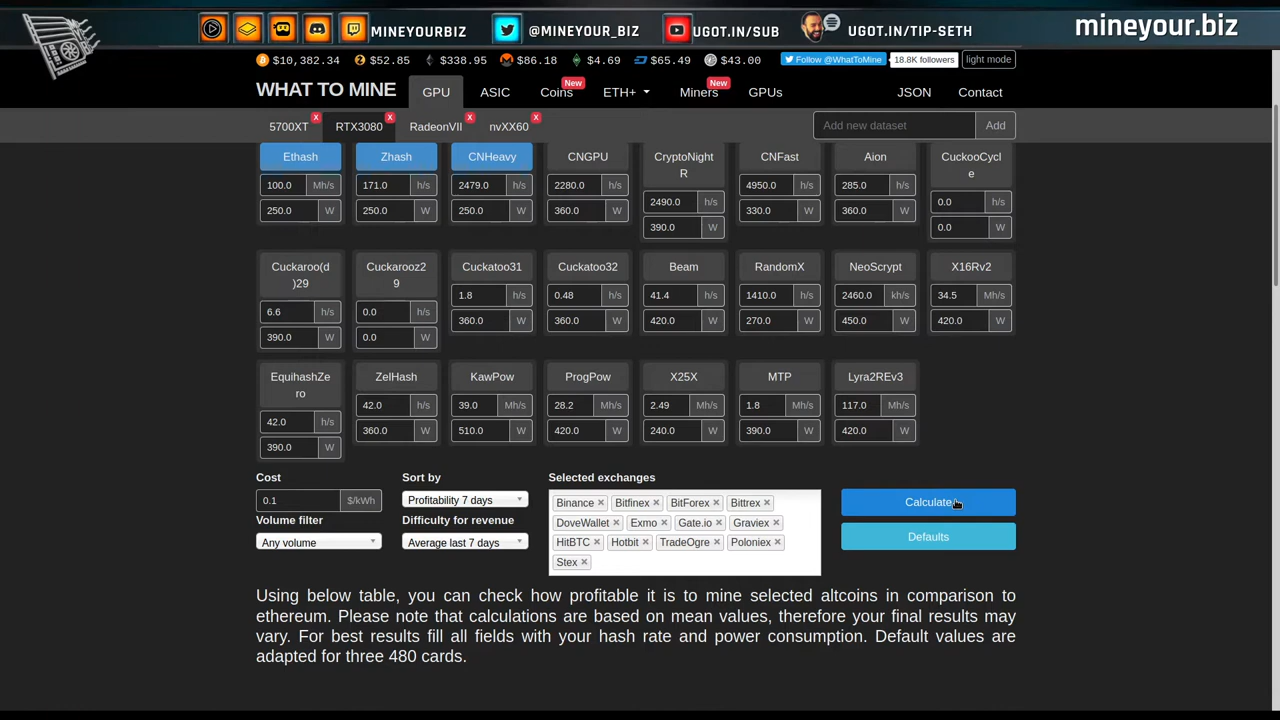 MINEYOURBIZ @MINEYOUR_BIZ UGOT.IN/SUB UGOT.IN/TIP-SETH mineyour.biz
$10,382.34 $52.85 $338.95 $86.18 $4.69 $65.49 $43.00 Follow @WhatToMine 18.8K followers light mode
WHAT TO MINE GPU ASIC Coins New ETH+ Miners New GPUs JSON Contact
5700XT X RTX3080 X RadeonVII X nvXX60 X Add new dataset Add
Ethash Zhash CNHeavy CNGPU CryptoNight CNFast Aion CuckooCycl
R e
100.0 Mh/s 171.0 h/s 2479.0 h/s 2280.0 h/s 4950.0 h/s 285.0 h/s
2490.0 h/s 0.0 h/s
250.0 W 250.0 W 250.0 W 360.0 W 330.0 W 360.0 W
390.0 W 0.0 W
Cuckaroo(d Cuckarooz2 Cuckatoo31 Cuckatoo32 Beam RandomX NeoScrypt X16Rv2
)29 9
1.8 h/s 0.48 h/s 41.4 h/s 1410.0 h/s 2460.0 kh/s 34.5 Mh/s
6.6 h/s 0.0 h/s
360.0 W 360.0 W 420.0 W 270.0 W 450.0 W 420.0 W
390.0 W 0.0 W
EquihashZe ZelHash KawPow ProgPow X25X MTP Lyra2REv3
ro
42.0 h/s 39.0 Mh/s 28.2 Mh/s 2.49 Mh/s 1.8 Mh/s 117.0 Mh/s
42.0 h/s
360.0 W 510.0 W 420.0 W 240.0 W 390.0 W 420.0 W
390.0 W
Cost Sort by Selected exchanges
0.1 $/kWh Profitability 7 days Binance × Bitfinex × BitForex × Bittrex × Calculate
Volume filter Difficulty for revenue DoveWallet × Exmo × Gate.io × Graviex ×
Any volume Average last 7 days HitBTC × Hotbit × TradeOgre × Poloniex × Defaults
Stex ×
Using below table, you can check how profitable it is to mine selected altcoins in comparison to
ethereum. Please note that calculations are based on mean values, therefore your final results may
vary. For best results fill all fields with your hash rate and power consumption. Default values are
adapted for three 480 cards.